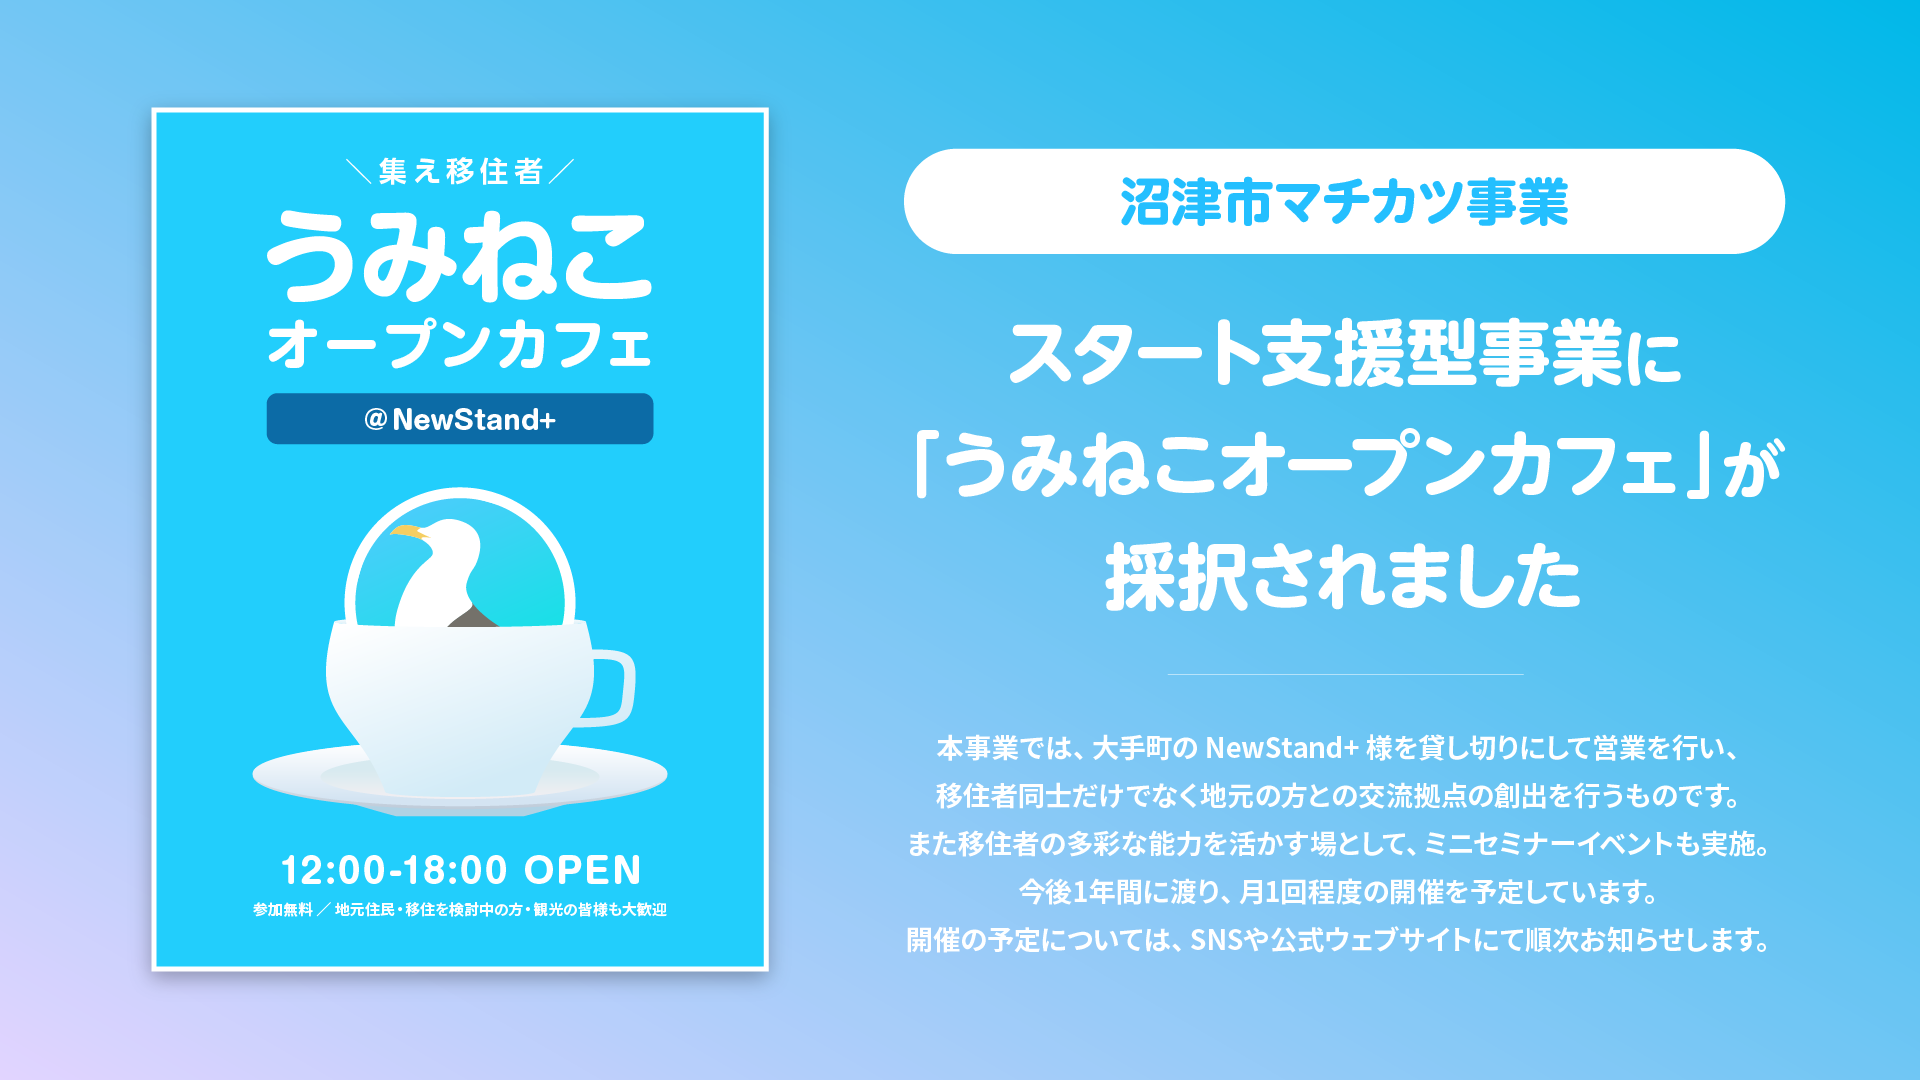 ＼集え移住者／
うみねこ
オープンカフェ
@NewStand+
12:00-18:00 OPEN
参加無料／地元住民・移住を検討中の方・観光の皆様も大歓迎
沼津市マチカツ事業
スタート支援型事業に
「うみねこオープンカフェ」が
採択されました
本事業では、大手町の NewStand+ 様を貸し切りにして営業を行い、
移住者同士だけでなく地元の方との交流拠点の創出を行うものです。
また移住者の多彩な能力を活かす場として、ミニセミナーイベントも実施。
今後1年間に渡り、月1回程度の開催を予定しています。
開催の予定については、SNSや公式ウェブサイトにて順次お知らせします。